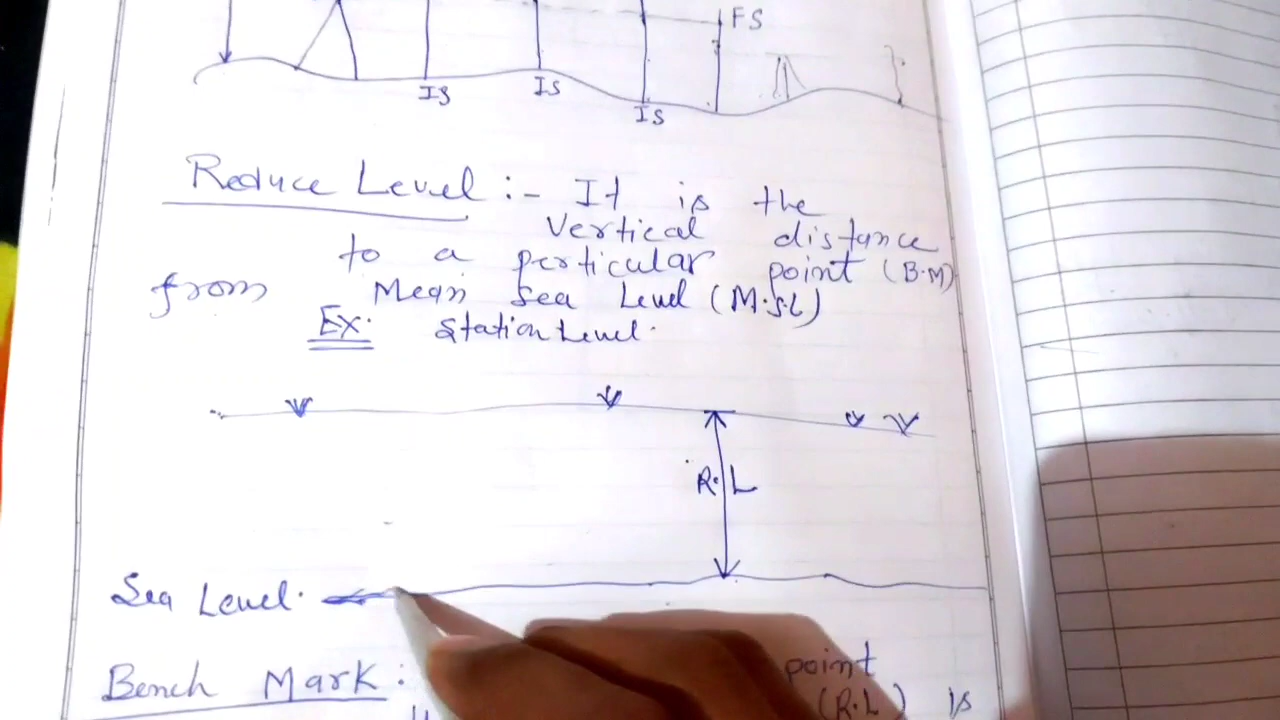 FS
IS
IS
IS
Reduce Level :- It is the
vertical distance
to a perticular point (B.M)
from Mean Sea Level (M.S.L)
Ex. Station Level.
R.L
Sea Level.
Bench Mark : point
(R.L) is